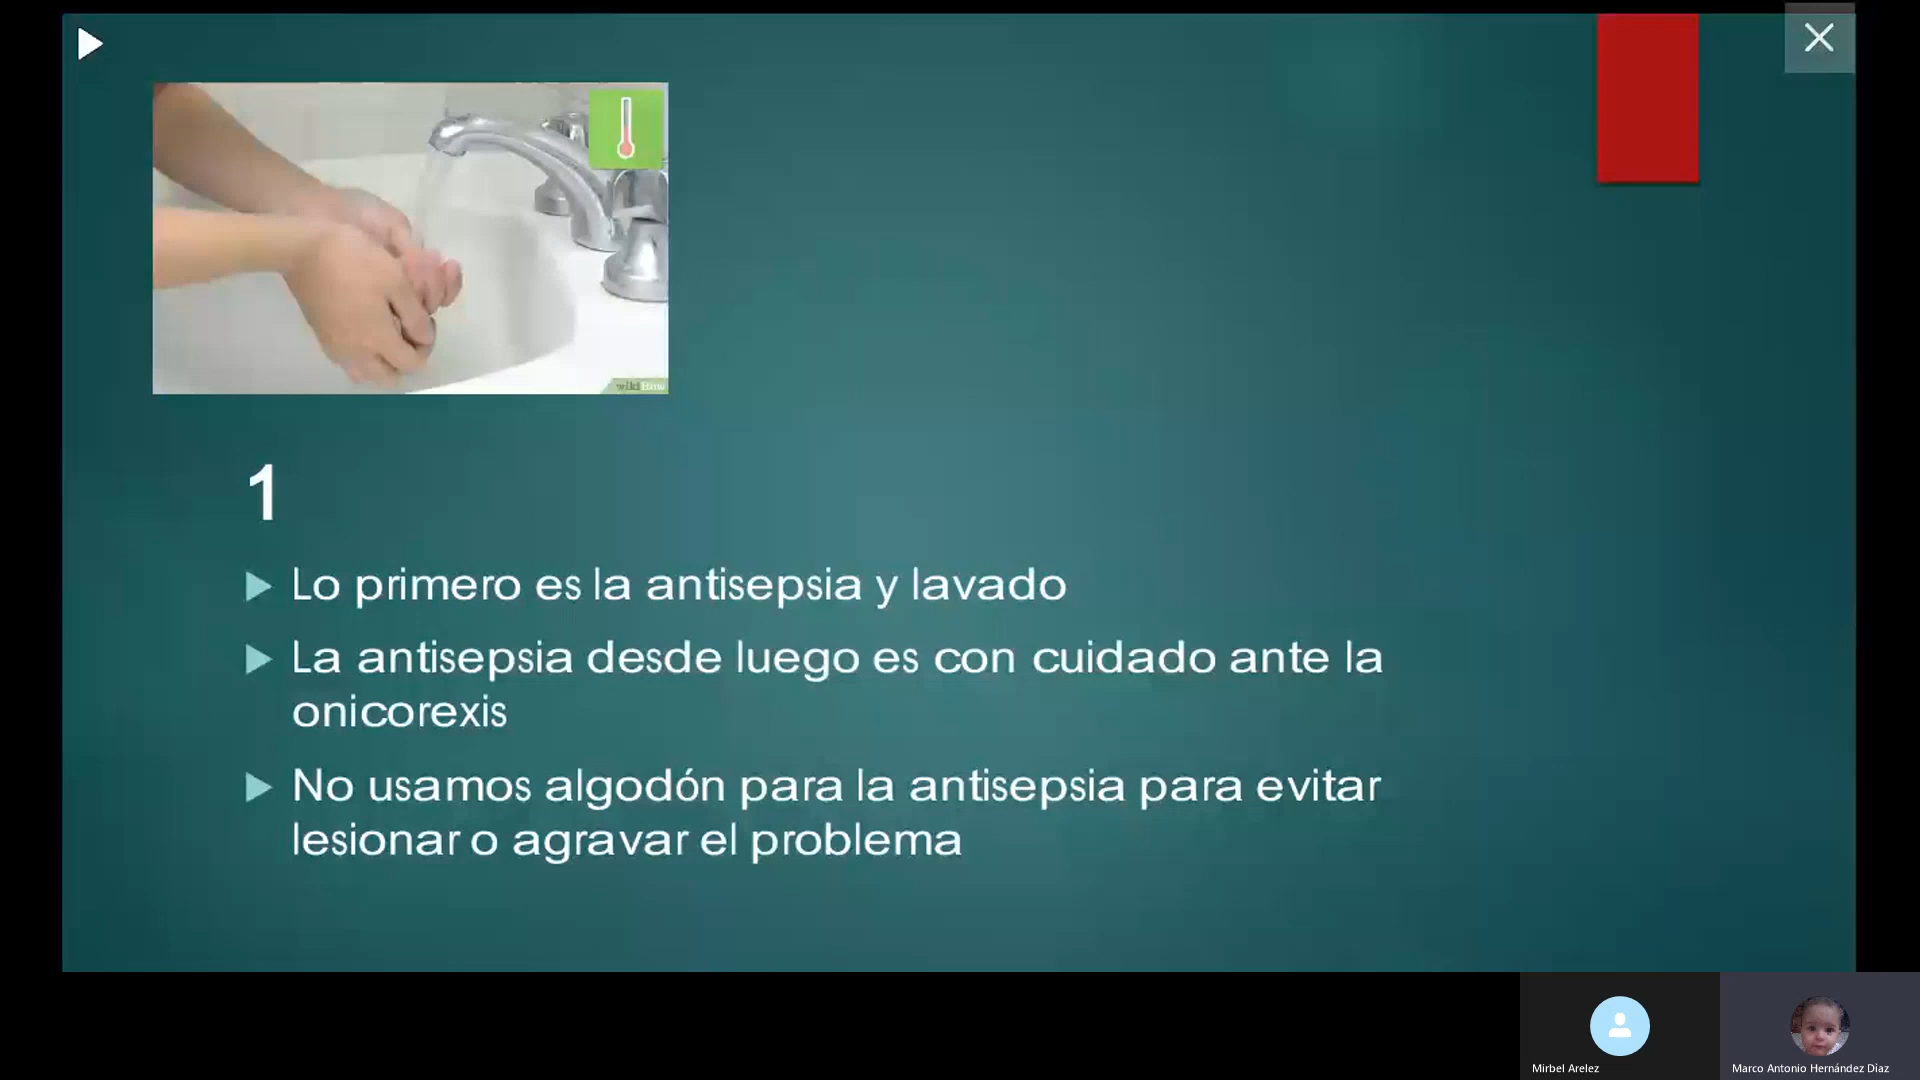 wikiHow
1
Lo primero es la antisepsia y lavado
La antisepsia desde luego es con cuidado ante la
onicorexis
No usamos algodón para la antisepsia para evitar
lesionar o agravar el problema
Mirbel Arelez
Marco Antonio Hernández Díaz